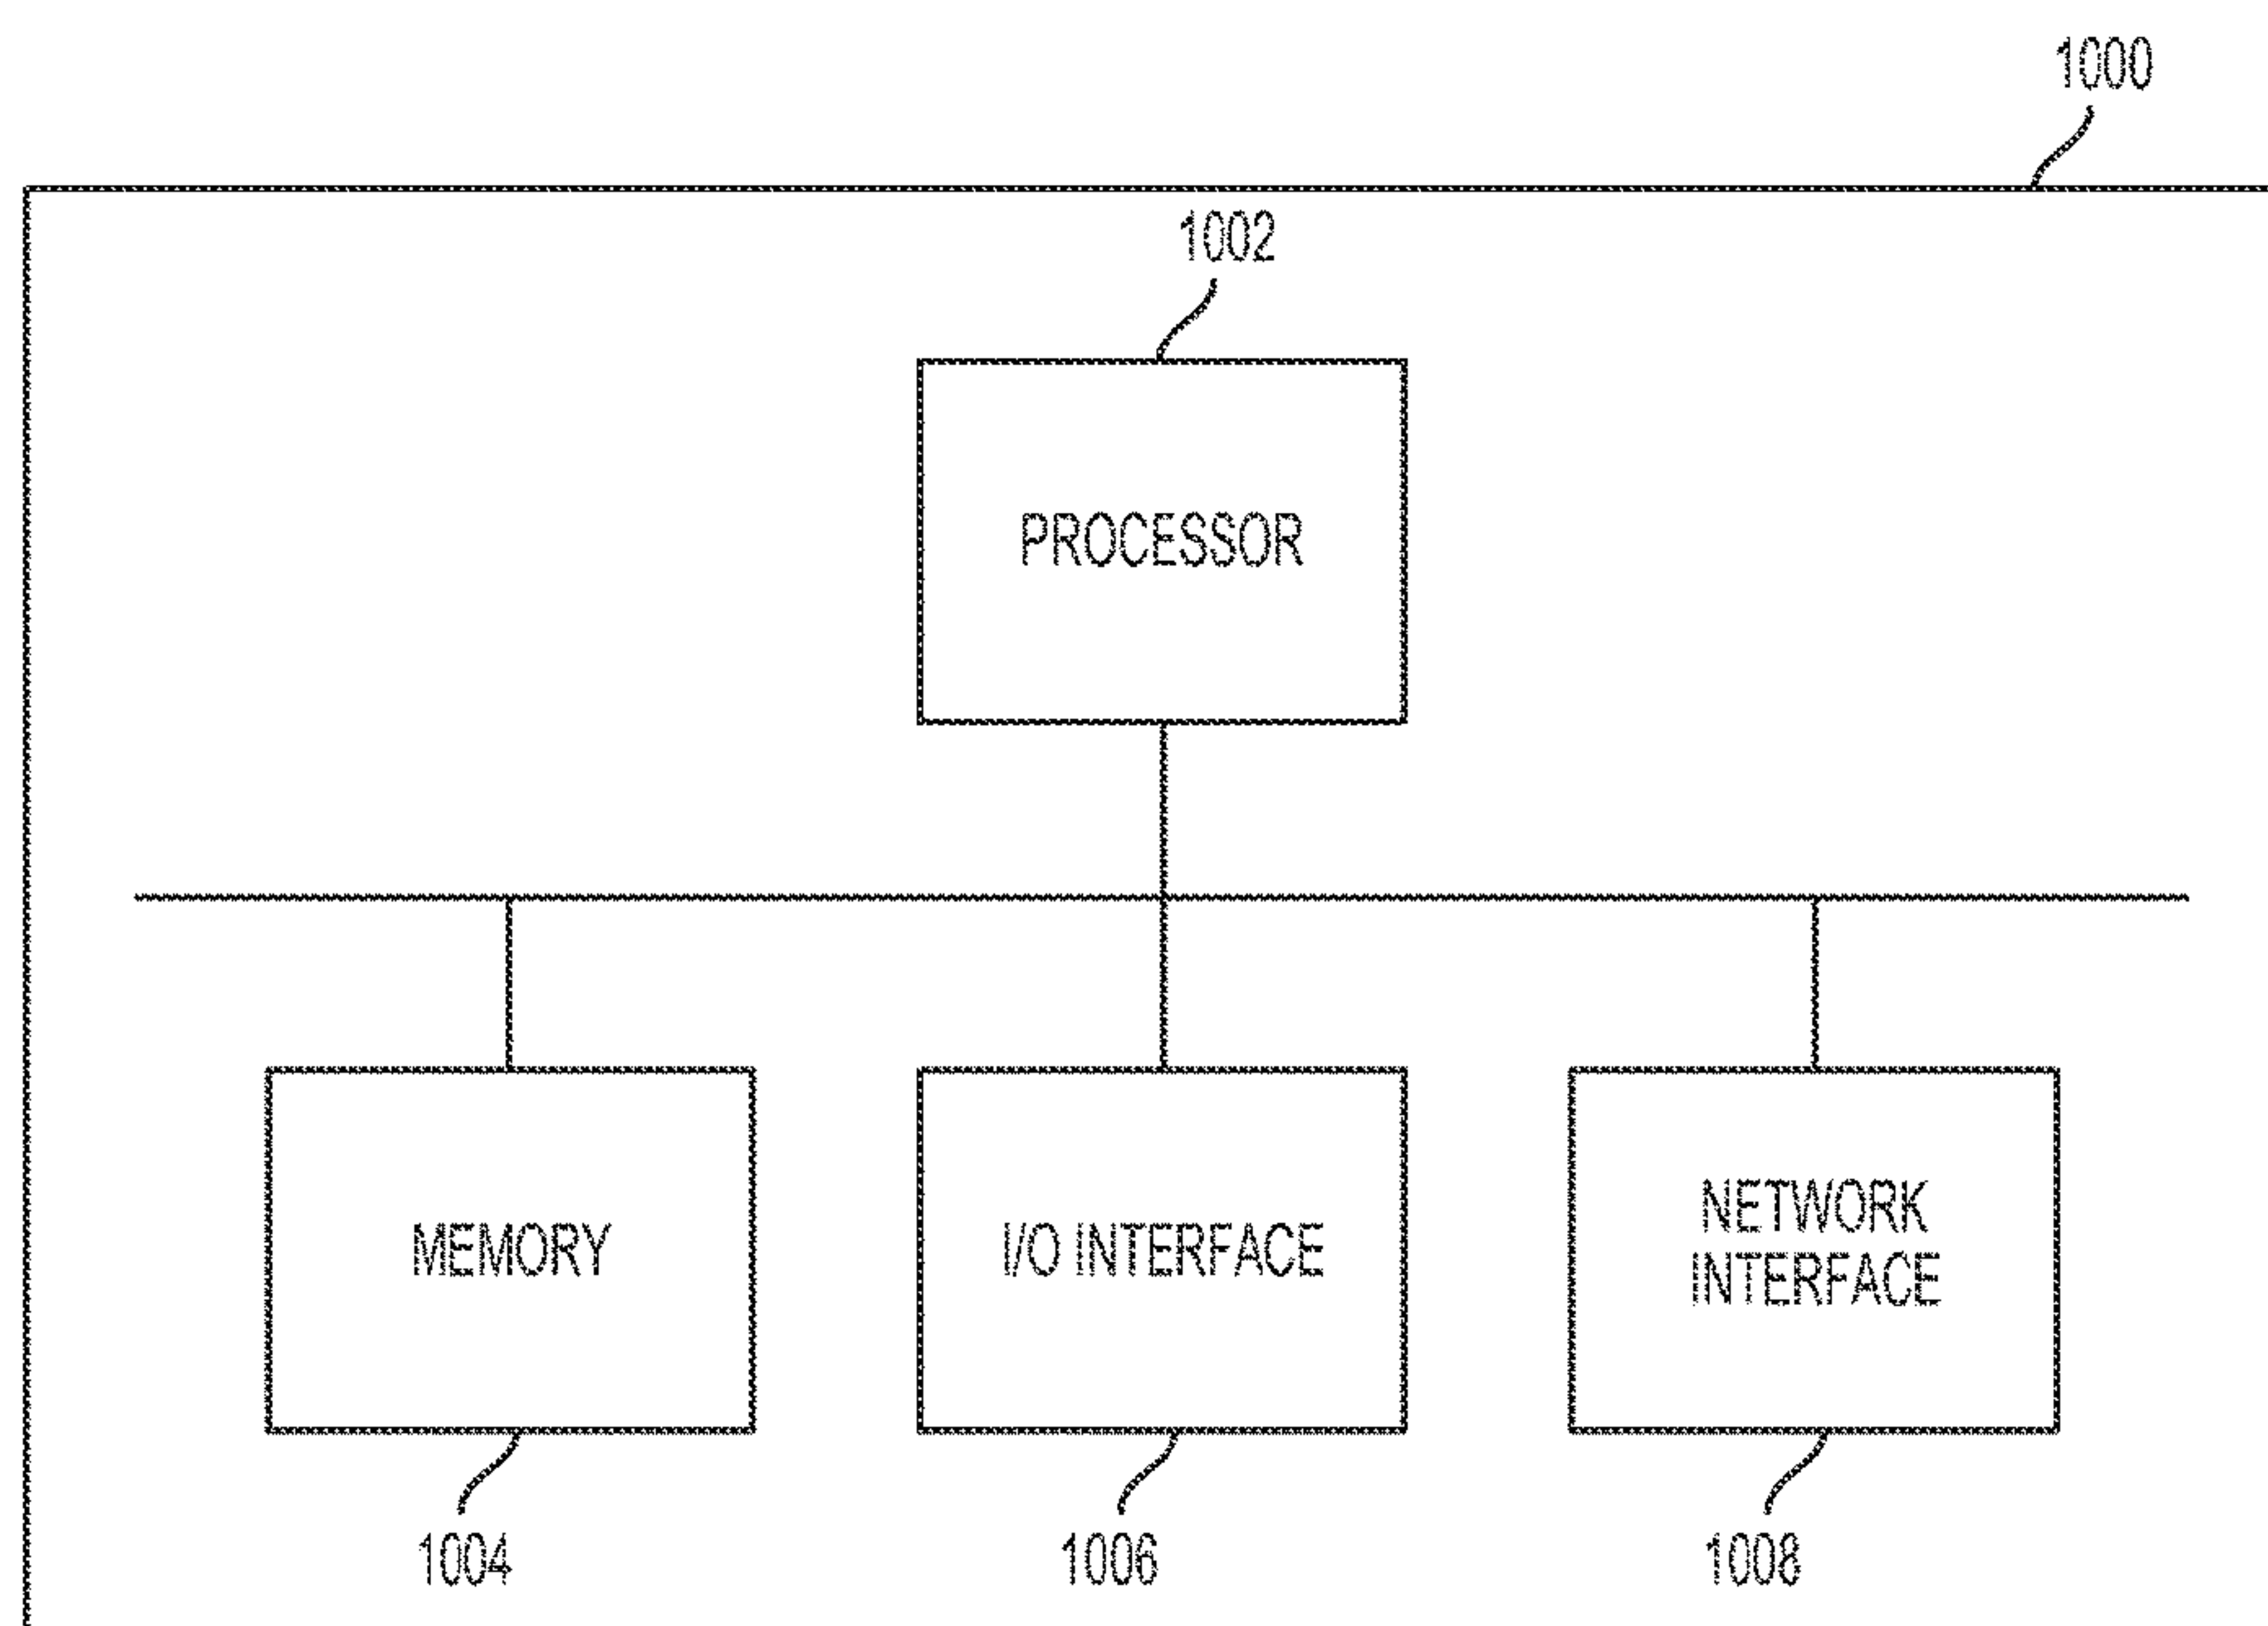 1000
1002
PROCESSOR
MEMORY
I/O INTERFACE
NETWORK
INTERFACE
1004
1006
1008